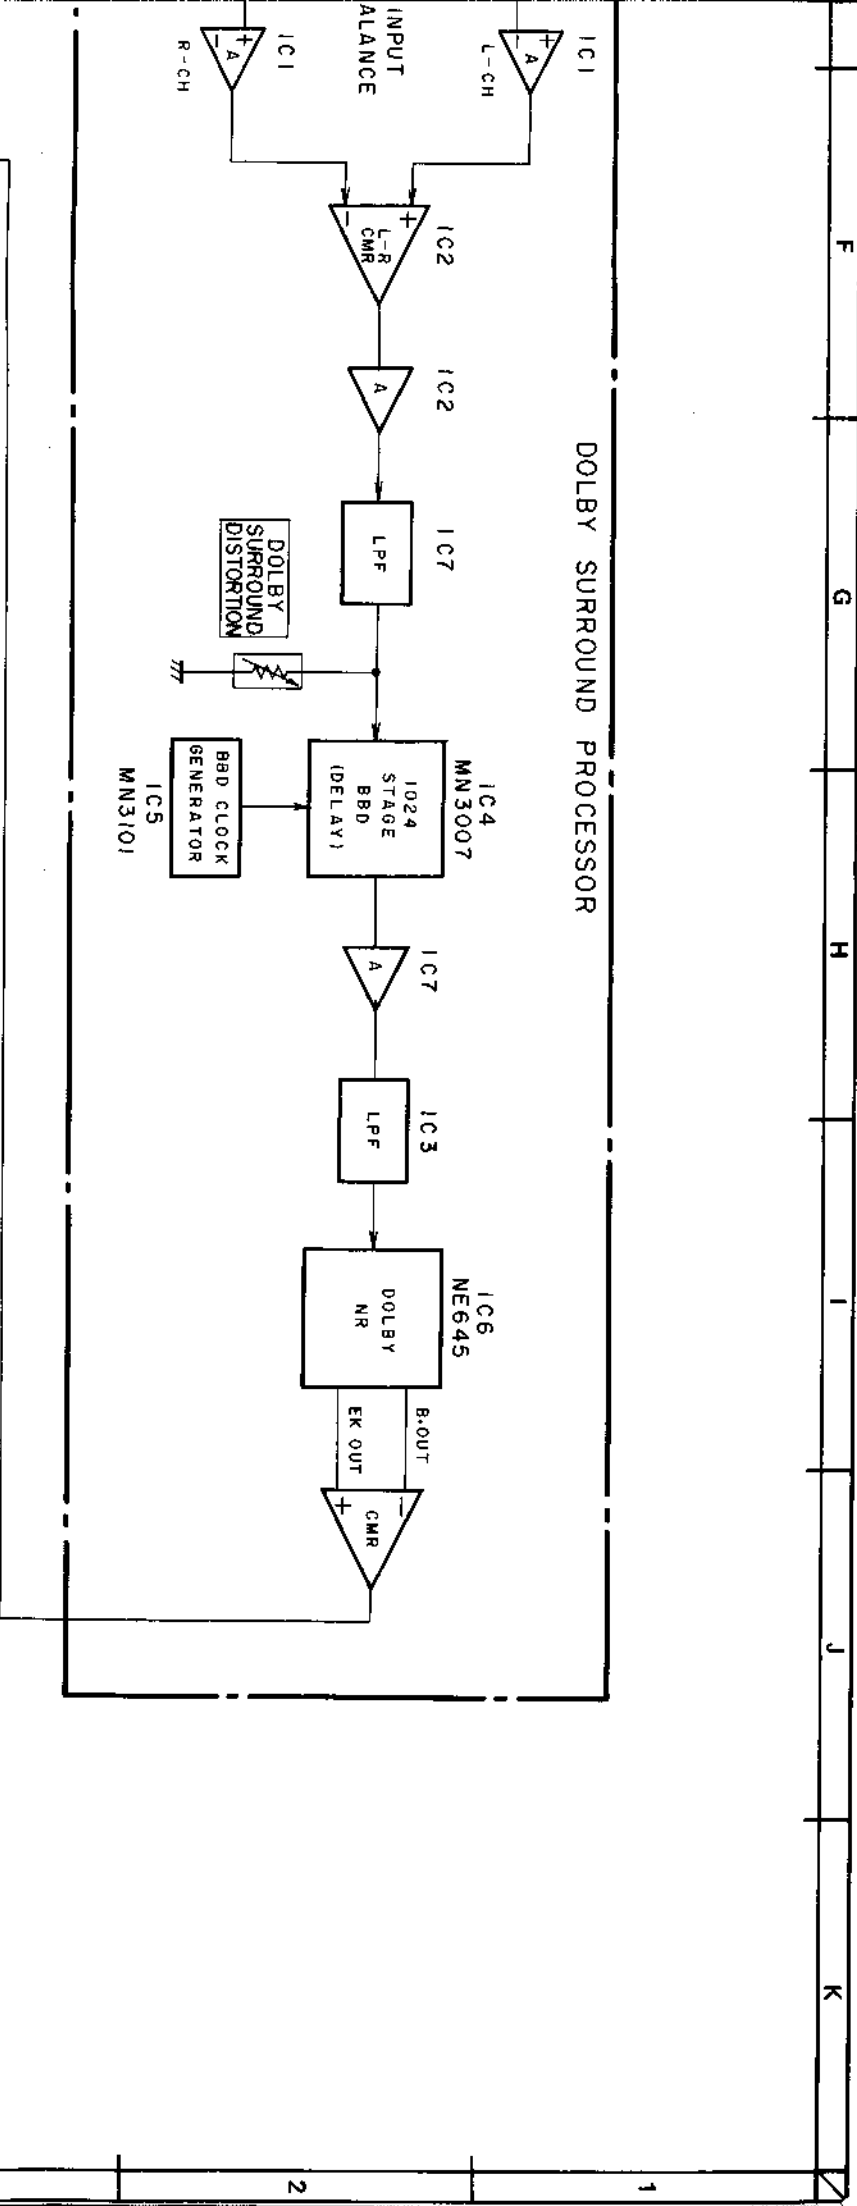 F
G
H
I
J
K
1
2
DOLBY SURROUND PROCESSOR
IC1
+
A
-
L-CH
INPUT
ALANCE
IC1
+
A
-
R-CH
IC2
+
L-R
CMR
-
IC2
A
IC7
LPF
DOLBY
SURROUND
DISTORTION
IC4
MN3007
1024
STAGE
BBD
(DELAY)
BBD CLOCK
GENERATOR
IC5
MN3101
IC7
A
IC3
LPF
IC6
NE645
DOLBY
NR
B.OUT
EK OUT
-
CMR
+